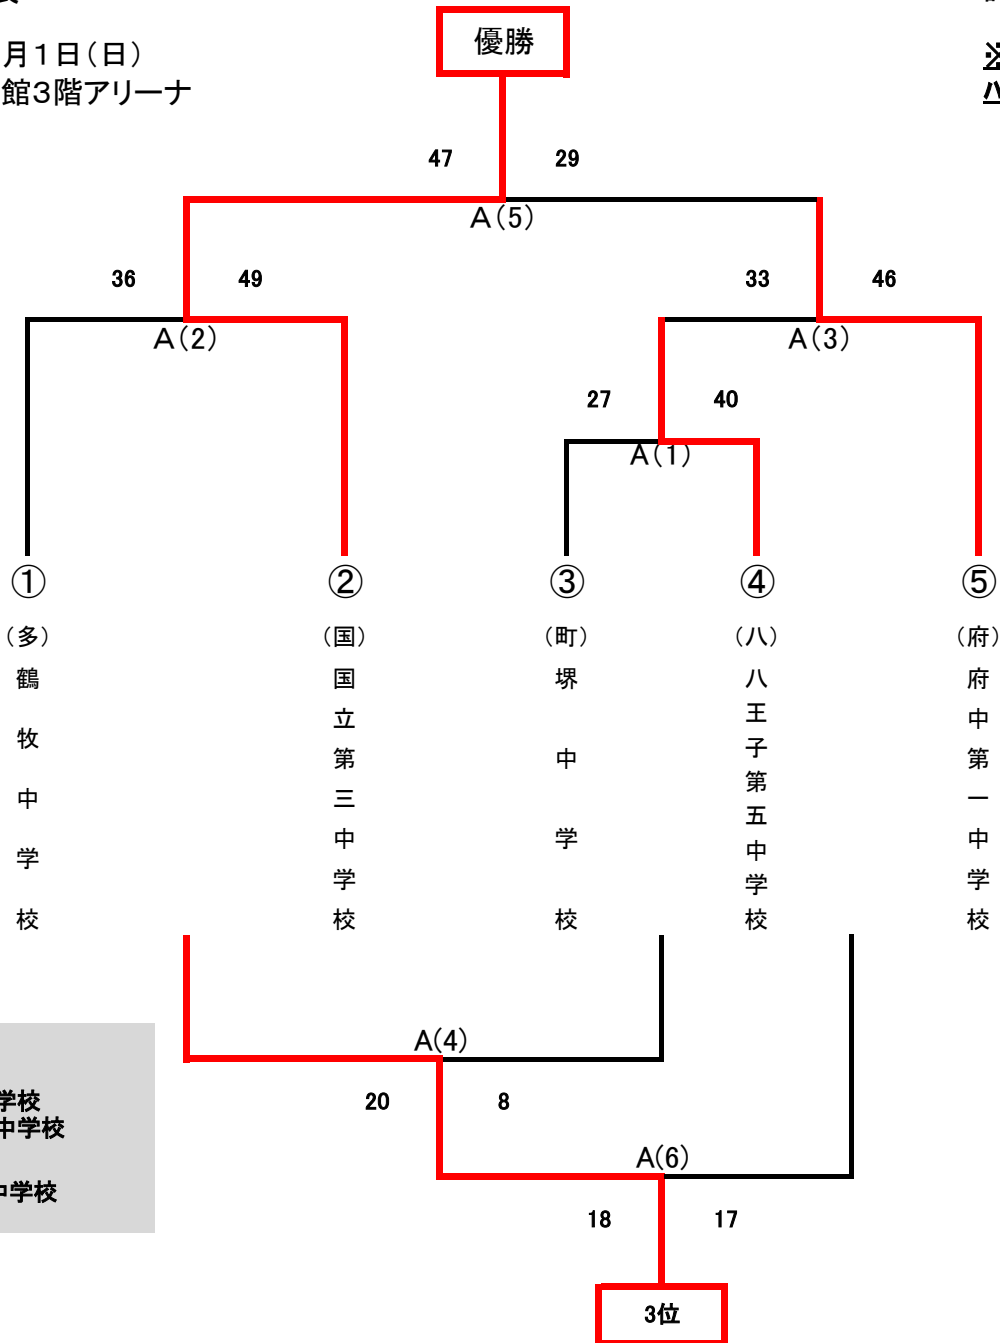 優勝
月１日（日）
館３階アリーナ
47 29
A（5）
36 49
33 46
A（2）
A（3）
27 40
A（1）
① ② ③ ④ ⑤
（多） （国） （町） （八） （府）
鶴牧中学校
国立第三中学校
堺中学校
八王子第五中学校
府中第一中学校
A(4)
20 8
学校
中学校
A(6)
中学校
18 17
3位